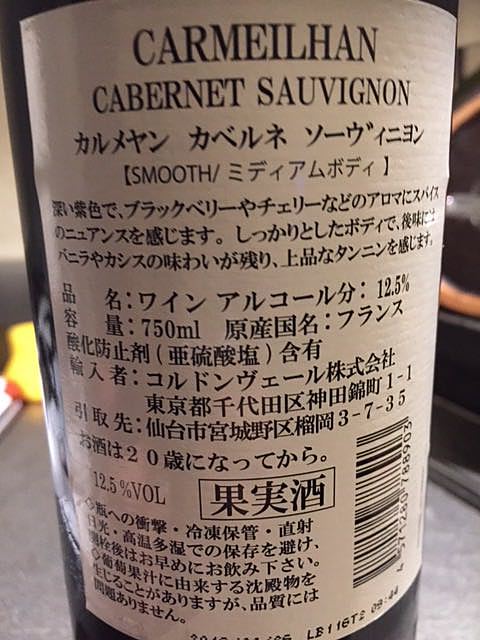 CARMEILHAN
CABERNET SAUVIGNON
カルメヤン カベルネ ソーヴィニヨン
【SMOOTH/ミディアムボディ】
深い紫色で、ブラックベリーやチェリーなどのアロマにスパイス
のニュアンスを感じます。しっかりとしたボディで、後味には
バニラやカシスの味わいが残り、上品なタンニンを感じます。
品 名：ワイン アルコール分：12.5%
容 量：750ml 原産国名：フランス
酸化防止剤(亜硫酸塩)含有
輸入者：コルドンヴェール株式会社
東京都千代田区神田錦町1-1
引取先：仙台市宮城野区榴岡3-7-35
お酒は20歳になってから。
12.5%VOL
果実酒
◇瓶への衝撃・冷凍保管・直射
日光・高温多湿での保存を避け、
開栓後はお早めにお飲み下さい。
◇葡萄果汁に由来する沈殿物を
生じることがありますが、品質には
問題ありません。
LB116T2 09:44